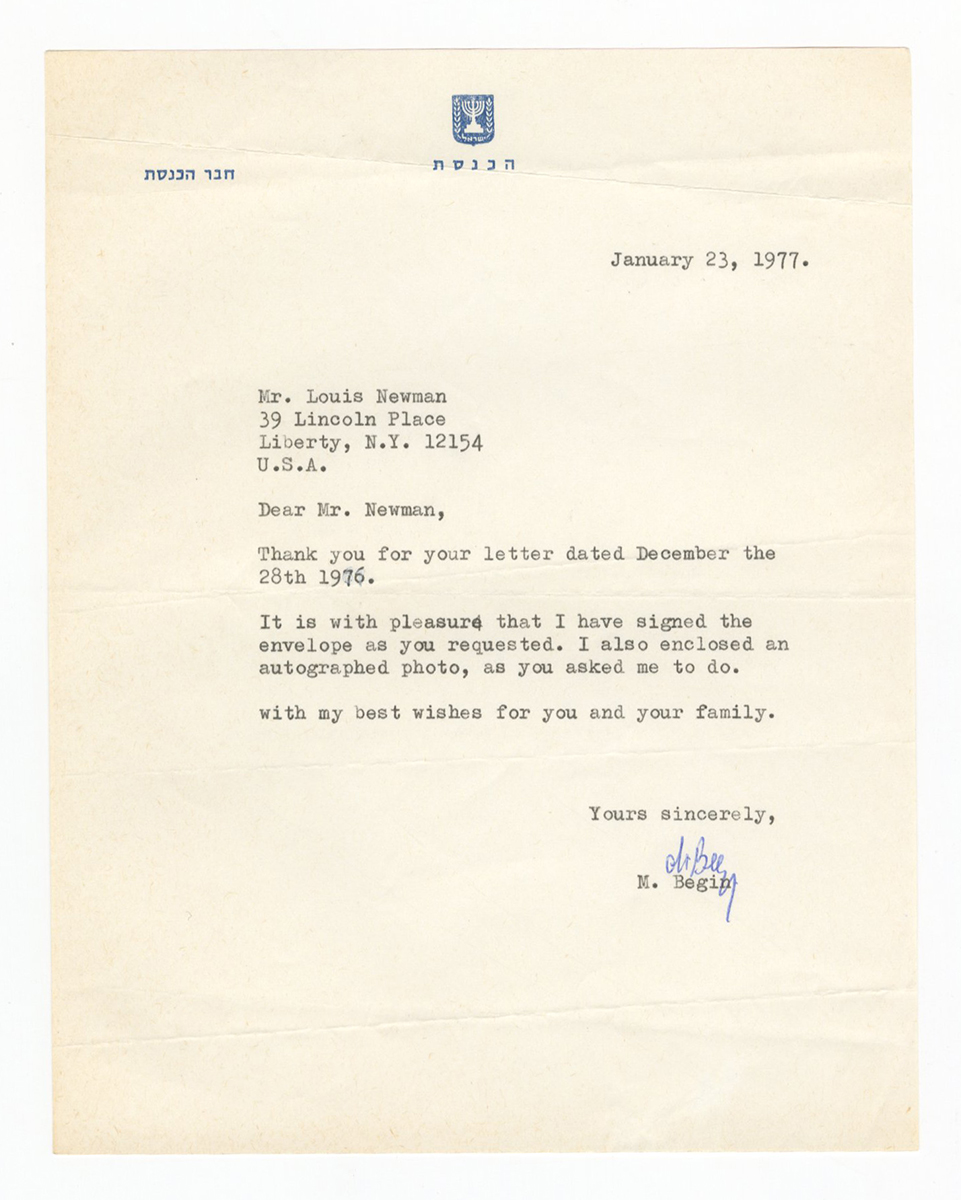 ישראל
הכנסת
חבר הכנסת
January 23, 1977.
Mr. Louis Newman
39 Lincoln Place
Liberty, N.Y. 12154
U.S.A.
Dear Mr. Newman,
Thank you for your letter dated December the
28th 1976.
It is with pleasure that I have signed the
envelope as you requested. I also enclosed an
autographed photo, as you asked me to do.
with my best wishes for you and your family.
Yours sincerely,
M. Begin